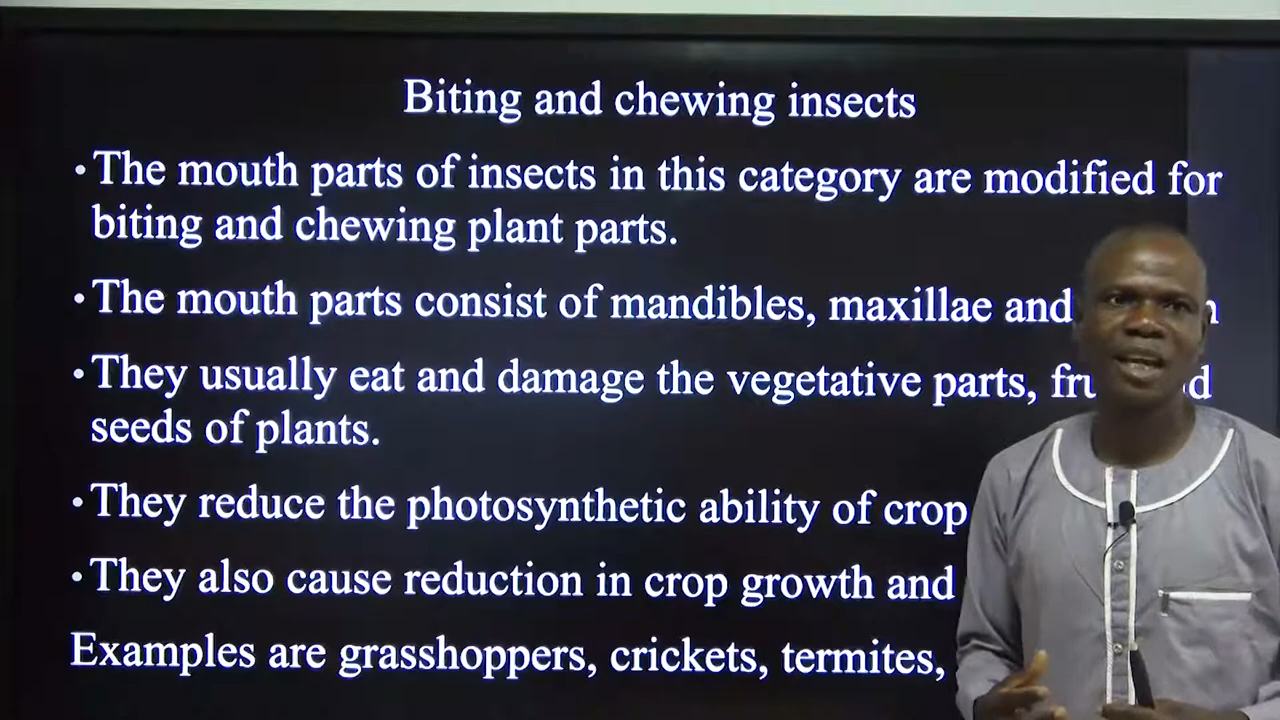 Biting and chewing insects
• The mouth parts of insects in this category are modified for
biting and chewing plant parts.
• The mouth parts consist of mandibles, maxillae and
• They usually eat and damage the vegetative parts,
seeds of plants.
• They reduce the photosynthetic ability of crop
• They also cause reduction in crop growth and
Examples are grasshoppers, crickets, termites,